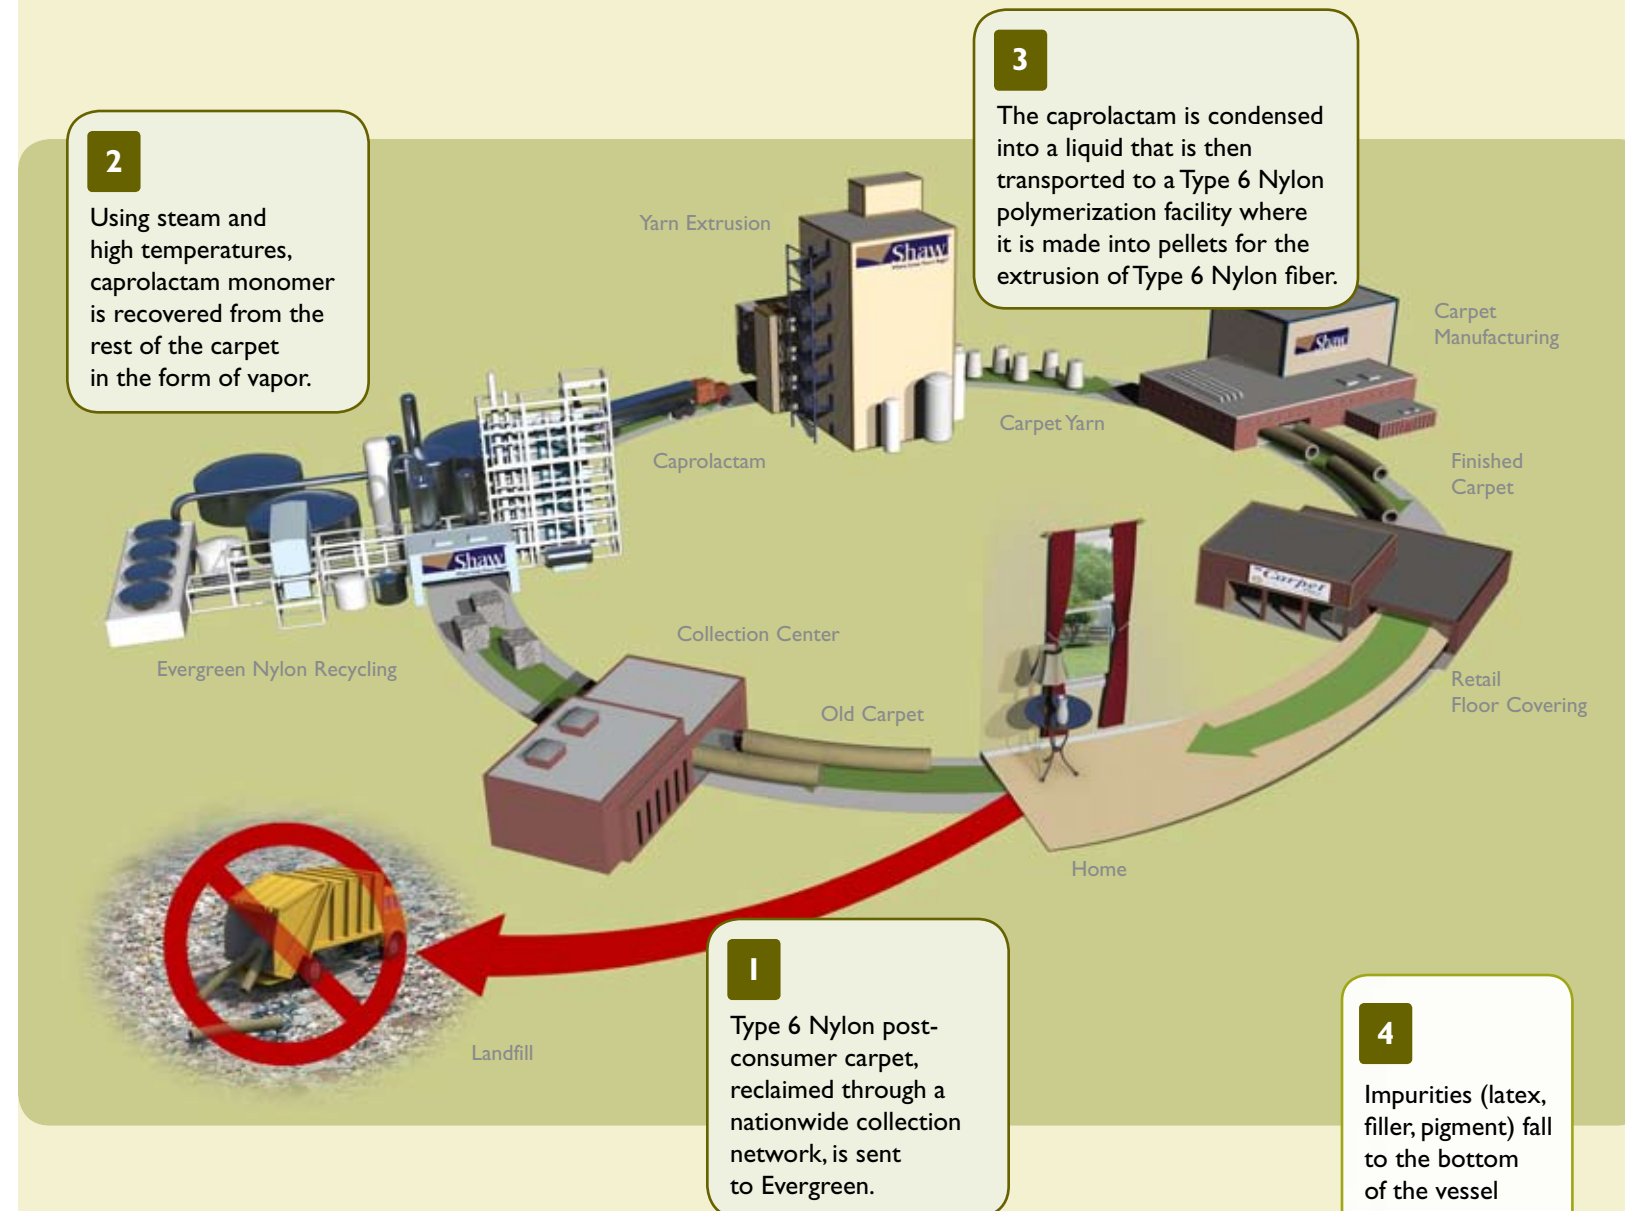 3
The caprolactam is condensed
into a liquid that is then
transported to a Type 6 Nylon
polymerization facility where
it is made into pellets for the
extrusion of Type 6 Nylon fiber.
2
Using steam and
high temperatures,
caprolactam monomer
is recovered from the
rest of the carpet
in the form of vapor.
Yarn Extrusion
Shaw
Carpet
Manufacturing
Shaw
Carpet Yarn
Caprolactam
Finished
Carpet
Shaw
Carpet
Collection Center
Evergreen Nylon Recycling
Retail
Floor Covering
Old Carpet
Home
Landfill
1
Type 6 Nylon post-
consumer carpet,
reclaimed through a
nationwide collection
network, is sent
to Evergreen.
4
Impurities (latex,
filler, pigment) fall
to the bottom
of the vessel